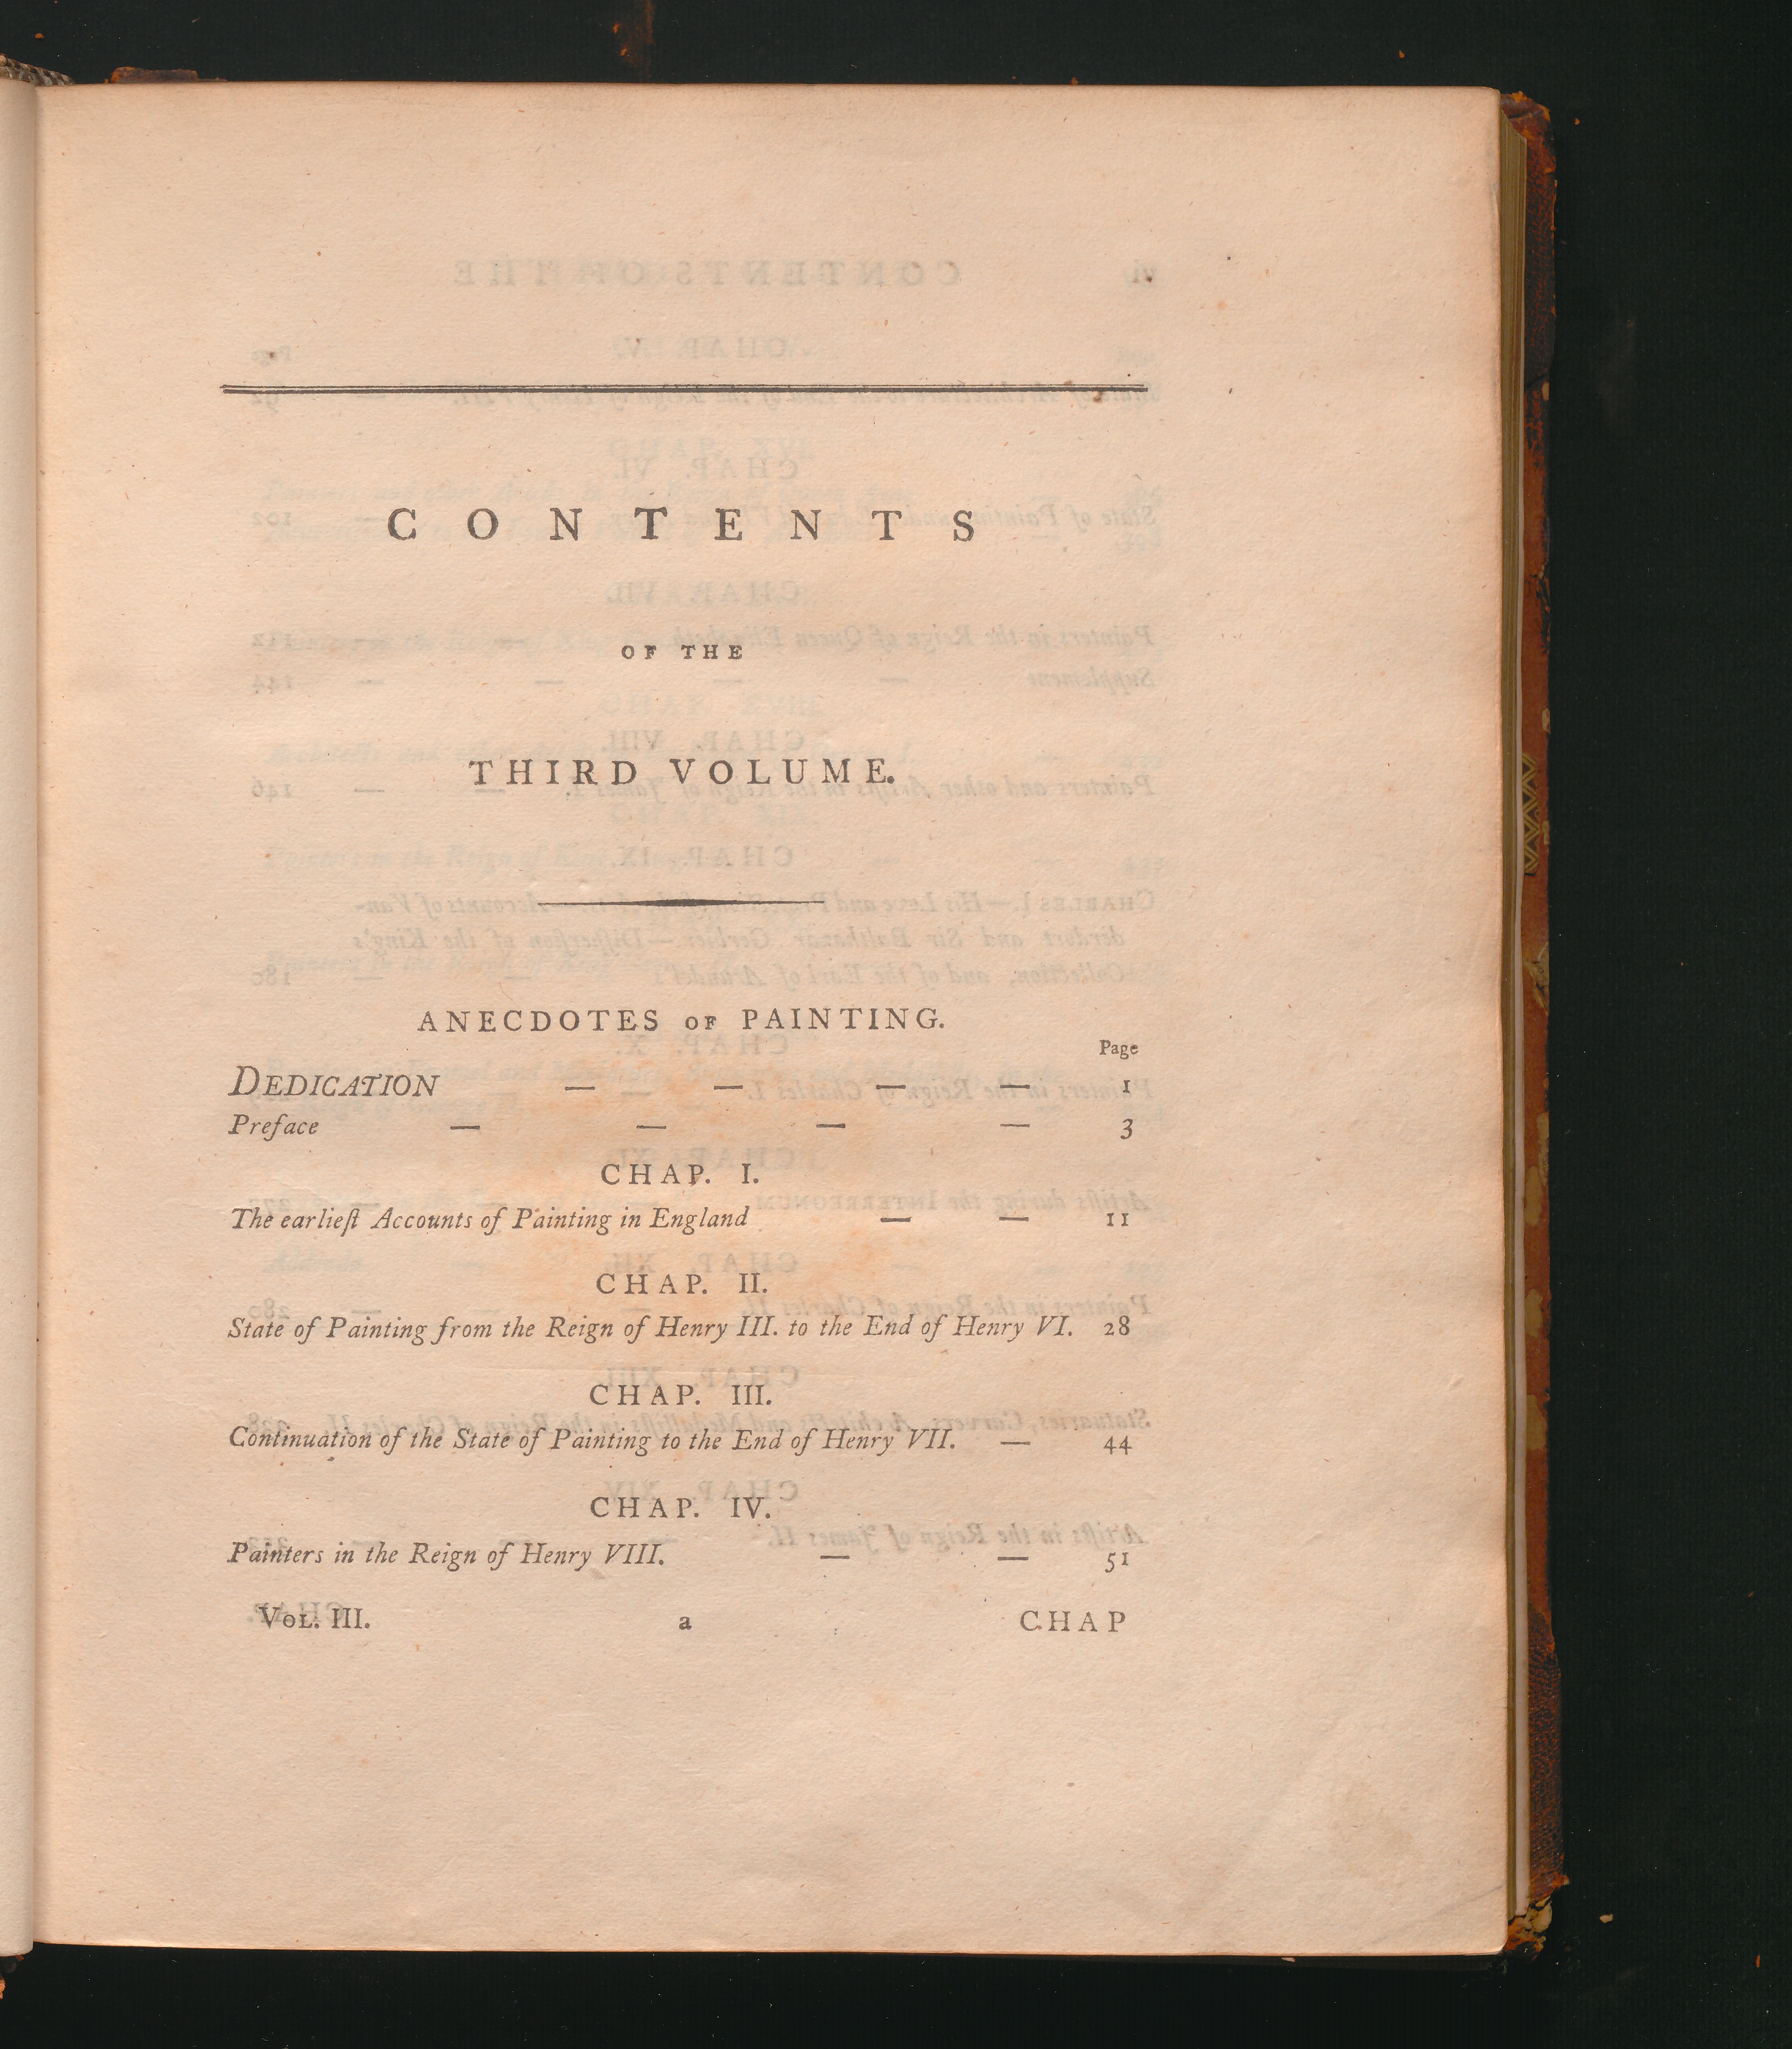 CONTENTS
OF THE
THIRD VOLUME.
ANECDOTES OF PAINTING.
Page
DEDICATION — — — — 1
Preface — — — — 3
CHAP. I.
The earlieſt Accounts of Painting in England — — 11
CHAP. II.
State of Painting from the Reign of Henry III. to the End of Henry VI. 28
CHAP. III.
Continuation of the State of Painting to the End of Henry VII. — 44
CHAP. IV.
Painters in the Reign of Henry VIII. — — 51
VOL. III. a CHAP